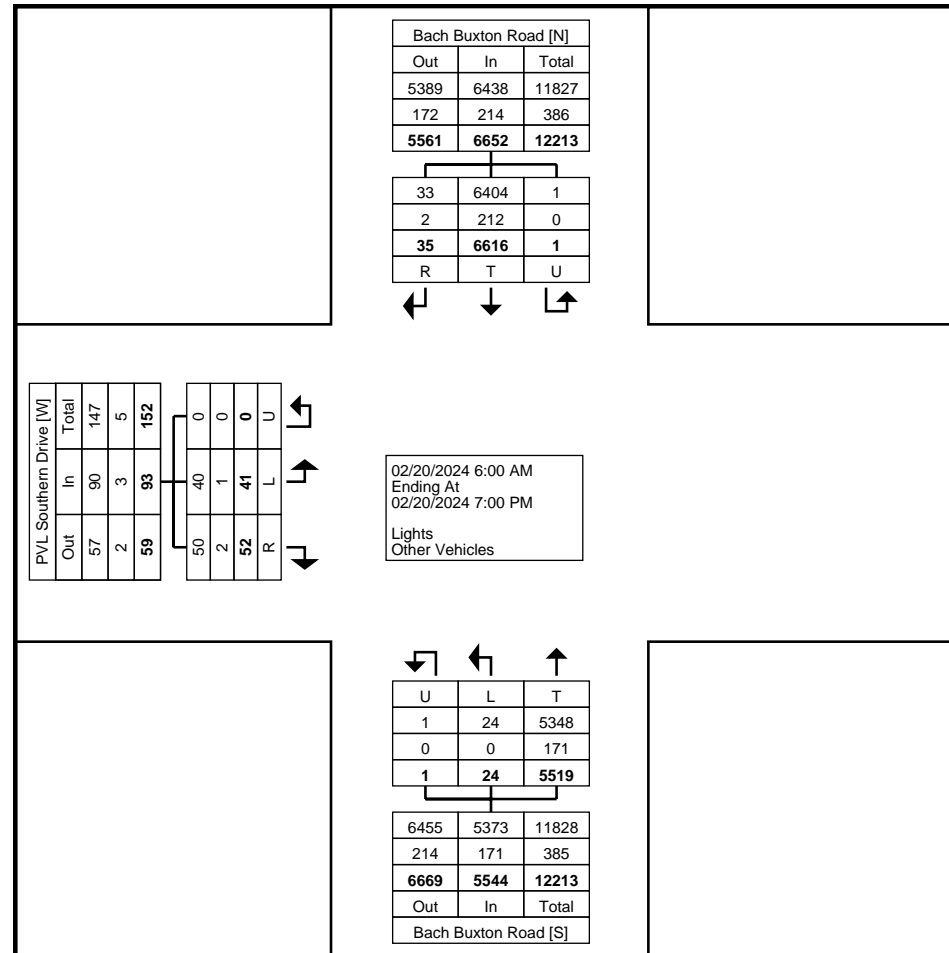 Bach Buxton Road [N]
Out In Total
5389 6438 11827
172 214 386
5561 6652 12213
33 6404 1
2 212 0
35 6616 1
R T U
PVL Southern Drive [W]
Out In Total
57 90 147
2 3 5
59 93 152
50 40 0
2 1 0
52 41 0
R L U
02/20/2024 6:00 AM
Ending At
02/20/2024 7:00 PM
Lights
Other Vehicles
U L T
1 24 5348
0 0 171
1 24 5519
6455 5373 11828
214 171 385
6669 5544 12213
Out In Total
Bach Buxton Road [S]